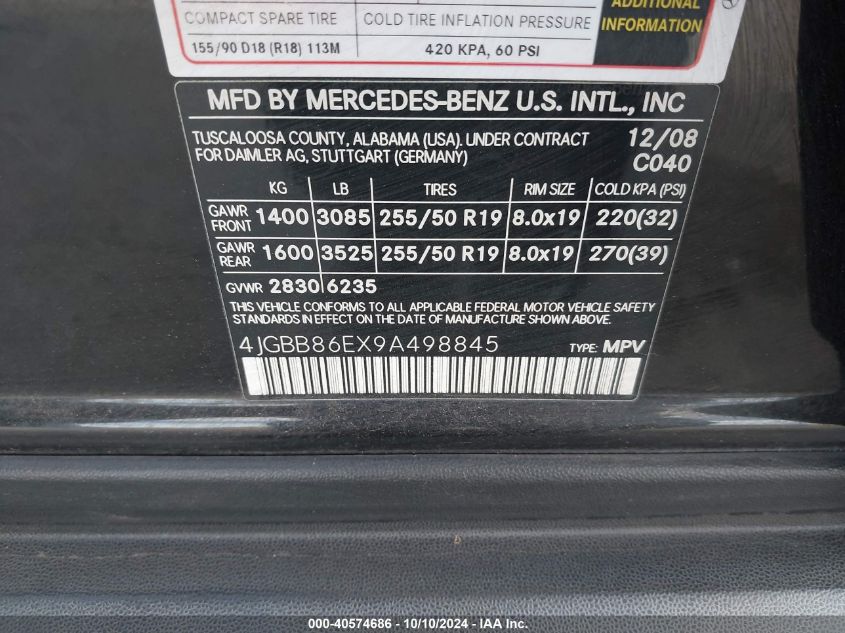 ADDITIONAL
INFORMATION
COMPACT SPARE TIRE COLD TIRE INFLATION PRESSURE
155/90 D18 (R18) 113M 420 KPA, 60 PSI
MFD BY MERCEDES-BENZ U.S. INTL., INC
TUSCALOOSA COUNTY, ALABAMA (USA). UNDER CONTRACT 12/08
FOR DAIMLER AG, STUTTGART (GERMANY) C040
KG LB TIRES RIM SIZE COLD KPA (PSI)
GAWR FRONT 1400 3085 255/50 R19 8.0x19 220(32)
GAWR REAR 1600 3525 255/50 R19 8.0x19 270(39)
GVWR 2830 6235
THIS VEHICLE CONFORMS TO ALL APPLICABLE FEDERAL MOTOR VEHICLE SAFETY
STANDARDS IN EFFECT ON THE DATE OF MANUFACTURE SHOWN ABOVE.
4JGBB86EX9A498845 TYPE: MPV
000-40574686 - 10/10/2024 - IAA Inc.